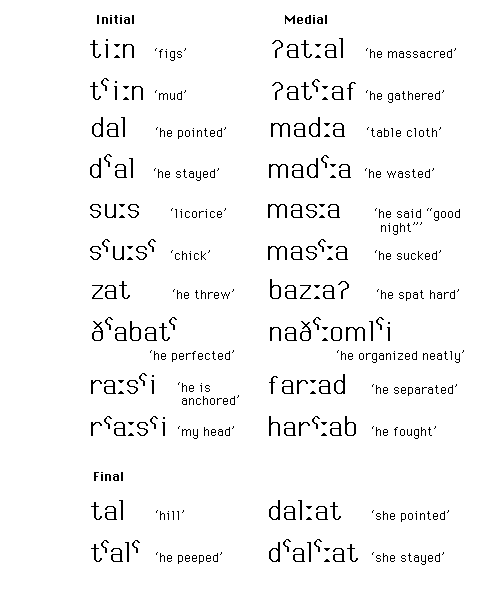 Initial Medial
tiːn ‘figs’ ʔatːal ‘he massacred’
tˤiːn ‘mud’ ʔatˤːaf ‘he gathered’
dal ‘he pointed’ madːa ‘table cloth’
dˤal ‘he stayed’ madˤːa ‘he wasted’
suːs ‘licorice’ masːa ‘he said “good
night”’
sˤuːsˤ ‘chick’ masˤːa ‘he sucked’
zat ‘he threw’ bazːaʔ ‘he spat hard’
ðˤabatˤ naðˤːomlˤi
‘he perfected’ ‘he organized neatly’
raːsˤi ‘he is farːad ‘he separated’
anchored’
rˤaːsˤi ‘my head’ harˤːab ‘he fought’
Final
tal ‘hill’ dalːat ‘she pointed’
tˤalˤ ‘he peeped’ dˤalˤːat ‘she stayed’